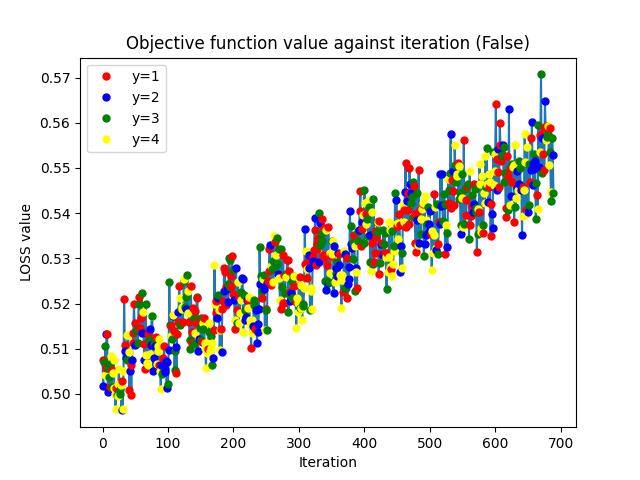 Objective function value against iteration (False)
y=1
y=2
y=3
y=4
0.57
0.56
0.55
0.54
0.53
0.52
0.51
0.50
LOSS value
0 100 200 300 400 500 600 700
Iteration